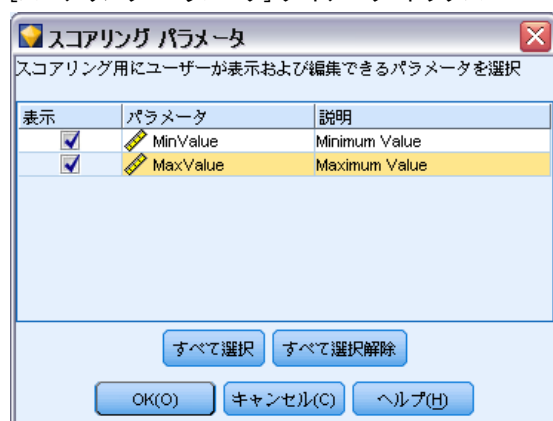 スコアリング パラメータ
スコアリング用にユーザーが表示および編集できるパラメータを選択
表示 パラメータ 説明
MinValue Minimum Value
MaxValue Maximum Value
すべて選択 すべて選択解除
OK(O) キャンセル(C) ヘルプ(H)